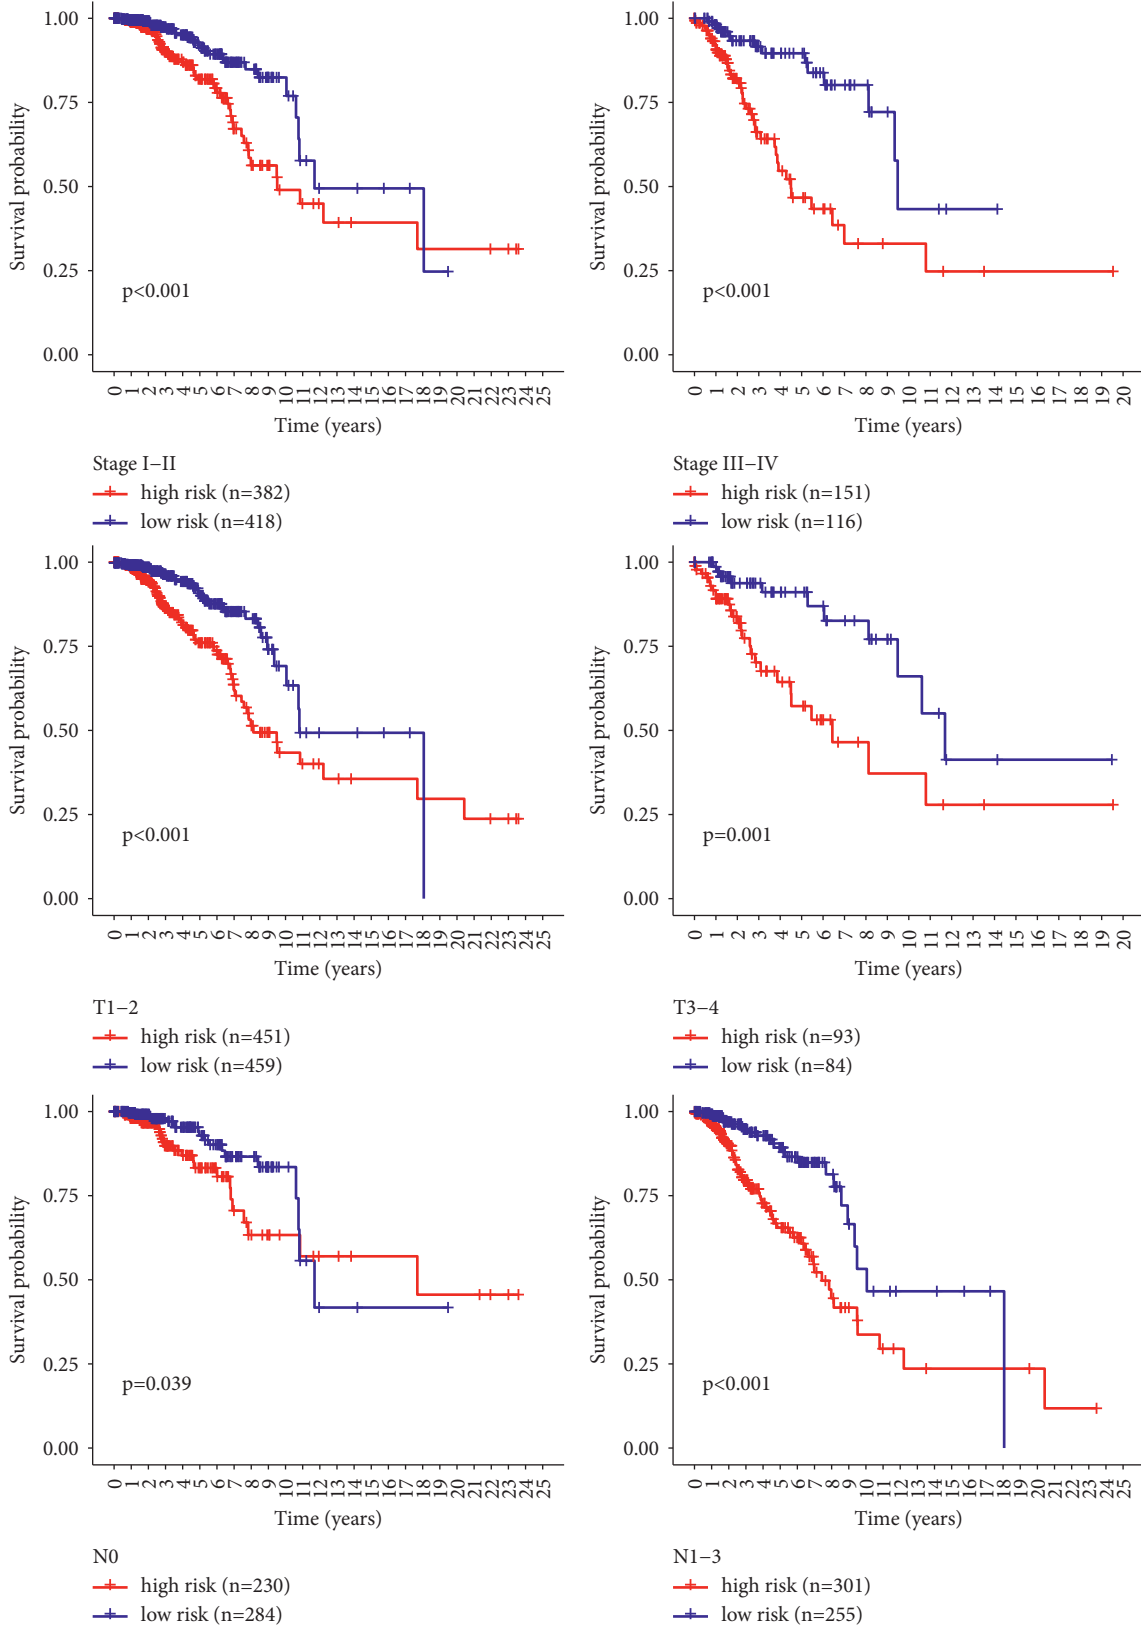 1.00
0.75
0.50
0.25
0.00
Survival probability
p<0.001
0 1 2 3 4 5 6 7 8 9 10 11 12 13 14 15 16 17 18 19 20 21 22 23 24 25
Time (years)
Stage I–II
high risk (n=382)
low risk (n=418)
1.00
0.75
0.50
0.25
0.00
Survival probability
p<0.001
0 1 2 3 4 5 6 7 8 9 10 11 12 13 14 15 16 17 18 19 20
Time (years)
Stage III–IV
high risk (n=151)
low risk (n=116)
1.00
0.75
0.50
0.25
0.00
Survival probability
p<0.001
0 1 2 3 4 5 6 7 8 9 10 11 12 13 14 15 16 17 18 19 20 21 22 23 24 25
Time (years)
T1–2
high risk (n=451)
low risk (n=459)
1.00
0.75
0.50
0.25
0.00
Survival probability
p=0.001
0 1 2 3 4 5 6 7 8 9 10 11 12 13 14 15 16 17 18 19 20
Time (years)
T3–4
high risk (n=93)
low risk (n=84)
1.00
0.75
0.50
0.25
0.00
Survival probability
p=0.039
0 1 2 3 4 5 6 7 8 9 10 11 12 13 14 15 16 17 18 19 20 21 22 23 24 25
Time (years)
N0
high risk (n=230)
low risk (n=284)
1.00
0.75
0.50
0.25
0.00
Survival probability
p<0.001
0 1 2 3 4 5 6 7 8 9 10 11 12 13 14 15 16 17 18 19 20 21 22 23 24 25
Time (years)
N1–3
high risk (n=301)
low risk (n=255)